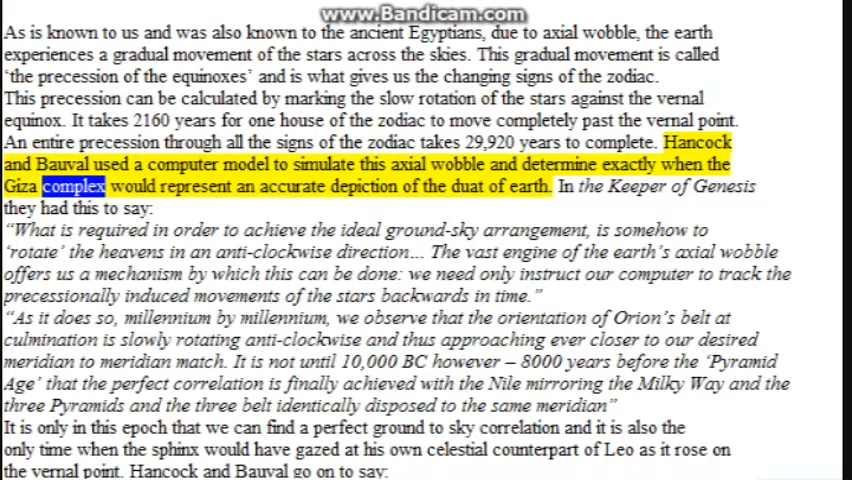 www.Bandicam.com
As is known to us and was also known to the ancient Egyptians, due to axial wobble, the earth
experiences a gradual movement of the stars across the skies. This gradual movement is called
‘the precession of the equinoxes’ and is what gives us the changing signs of the zodiac.
This precession can be calculated by marking the slow rotation of the stars against the vernal
equinox. It takes 2160 years for one house of the zodiac to move completely past the vernal point.
An entire precession through all the signs of the zodiac takes 29,920 years to complete. Hancock
and Bauval used a computer model to simulate this axial wobble and determine exactly when the
Giza complex would represent an accurate depiction of the duat of earth. In the Keeper of Genesis
they had this to say:
“What is required in order to achieve the ideal ground-sky arrangement, is somehow to
‘rotate’ the heavens in an anti-clockwise direction... The vast engine of the earth’s axial wobble
offers us a mechanism by which this can be done: we need only instruct our computer to track the
precessionally induced movements of the stars backwards in time.”
“As it does so, millennium by millennium, we observe that the orientation of Orion’s belt at
culmination is slowly rotating anti-clockwise and thus approaching ever closer to our desired
meridian to meridian match. It is not until 10,000 BC however – 8000 years before the ‘Pyramid
Age’ that the perfect correlation is finally achieved with the Nile mirroring the Milky Way and the
three Pyramids and the three belt identically disposed to the same meridian”
It is only in this epoch that we can find a perfect ground to sky correlation and it is also the
only time when the sphinx would have gazed at his own celestial counterpart of Leo as it rose on
the vernal point. Hancock and Bauval go on to say: